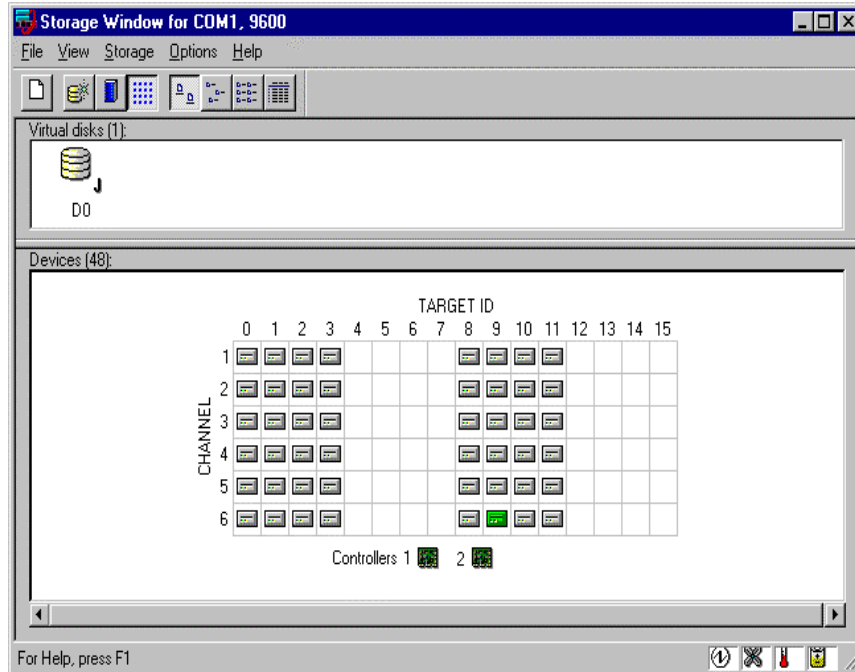 Storage Window for COM1, 9600
File View Storage Options Help
Virtual disks (1):
D0
Devices (48):
TARGET ID
0 1 2 3 4 5 6 7 8 9 10 11 12 13 14 15
CHANNEL
1
2
3
4
5
6
Controllers 1 2
For Help, press F1